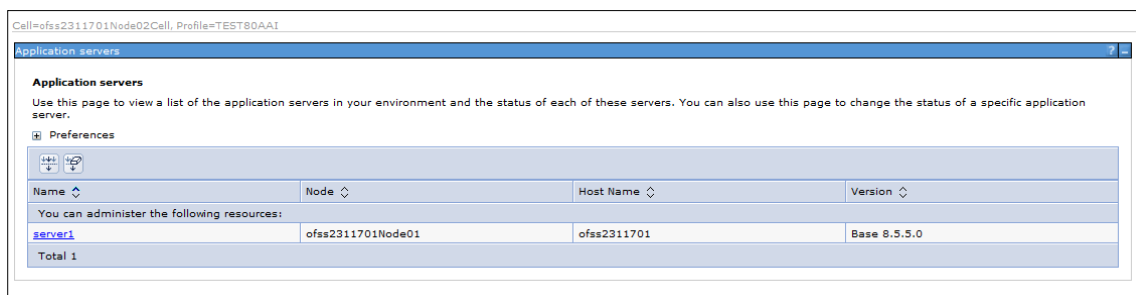 Cell=ofss2311701Node02Cell, Profile=TEST80AAI
Application servers
Application servers
Use this page to view a list of the application servers in your environment and the status of each of these servers. You can also use this page to change the status of a specific application
server.
Preferences
Name Node Host Name Version
You can administer the following resources:
server1 ofss2311701Node01 ofss2311701 Base 8.5.5.0
Total 1